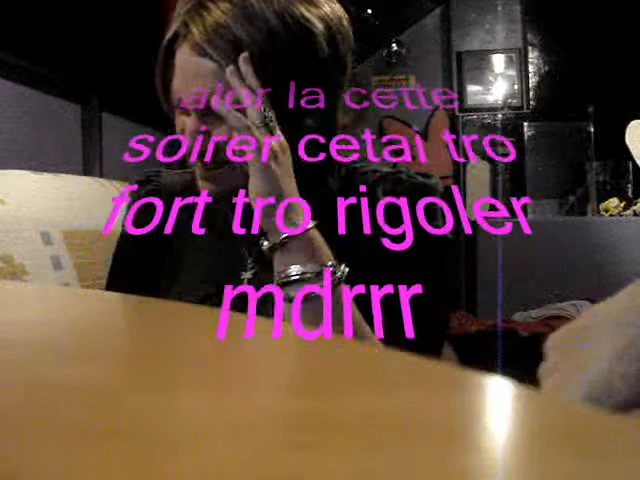 alor la cette
soirer cetai tro
fort tro rigoler
mdrrr